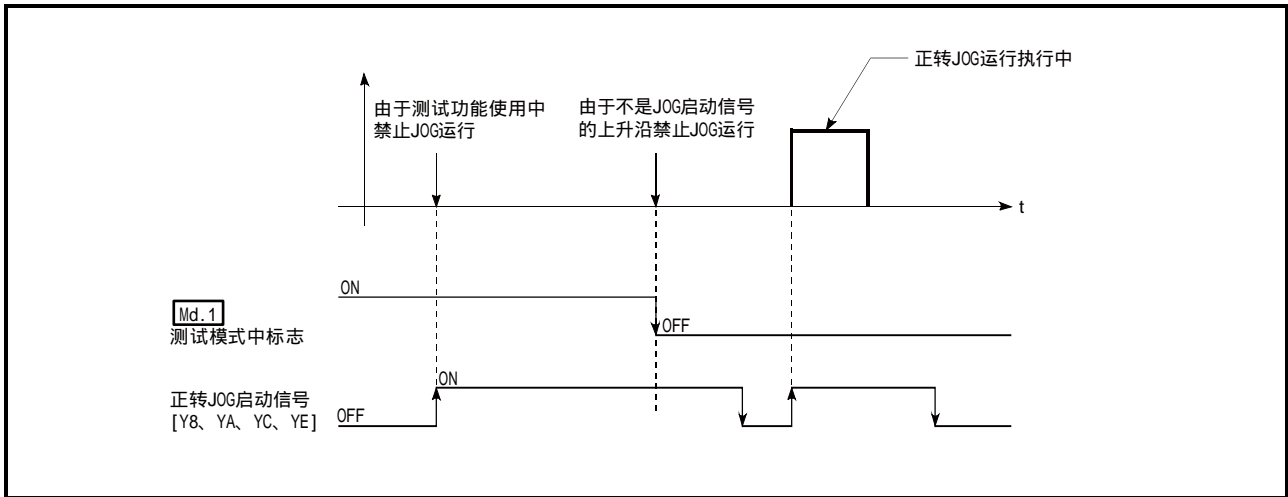 正转JOG运行执行中
由于测试功能使用中
禁止JOG运行
由于不是JOG启动信号
的上升沿禁止JOG运行
t
ON
Md.1
测试模式中标志
OFF
ON
正转JOG启动信号
[Y8、YA、YC、YE]
OFF